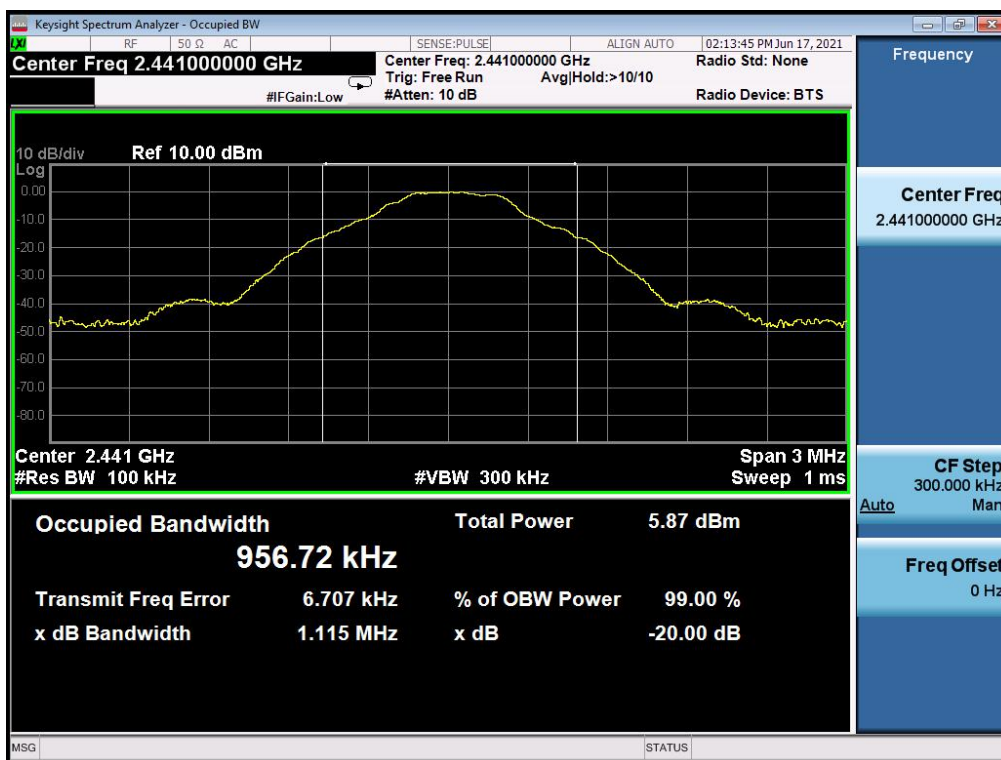 Keysight Spectrum Analyzer - Occupied BW
LXI RF 50 Ω AC SENSE:PULSE ALIGN AUTO 02:13:45 PM Jun 17, 2021
Center Freq 2.441000000 GHz
Center Freq: 2.441000000 GHz
Radio Std: None
Trig: Free Run Avg|Hold:>10/10
#IFGain:Low #Atten: 10 dB
Radio Device: BTS
10 dB/div Ref 10.00 dBm
Log
0.00
-10.0
-20.0
-30.0
-40.0
-50.0
-60.0
-70.0
-80.0
Center 2.441 GHz Span 3 MHz
#Res BW 100 kHz #VBW 300 kHz Sweep 1 ms
Occupied Bandwidth Total Power 5.87 dBm
956.72 kHz
Transmit Freq Error 6.707 kHz % of OBW Power 99.00 %
x dB Bandwidth 1.115 MHz x dB -20.00 dB
Frequency
Center Freq
2.441000000 GHz
CF Step
300.000 kHz
Auto Man
Freq Offset
0 Hz
MSG STATUS